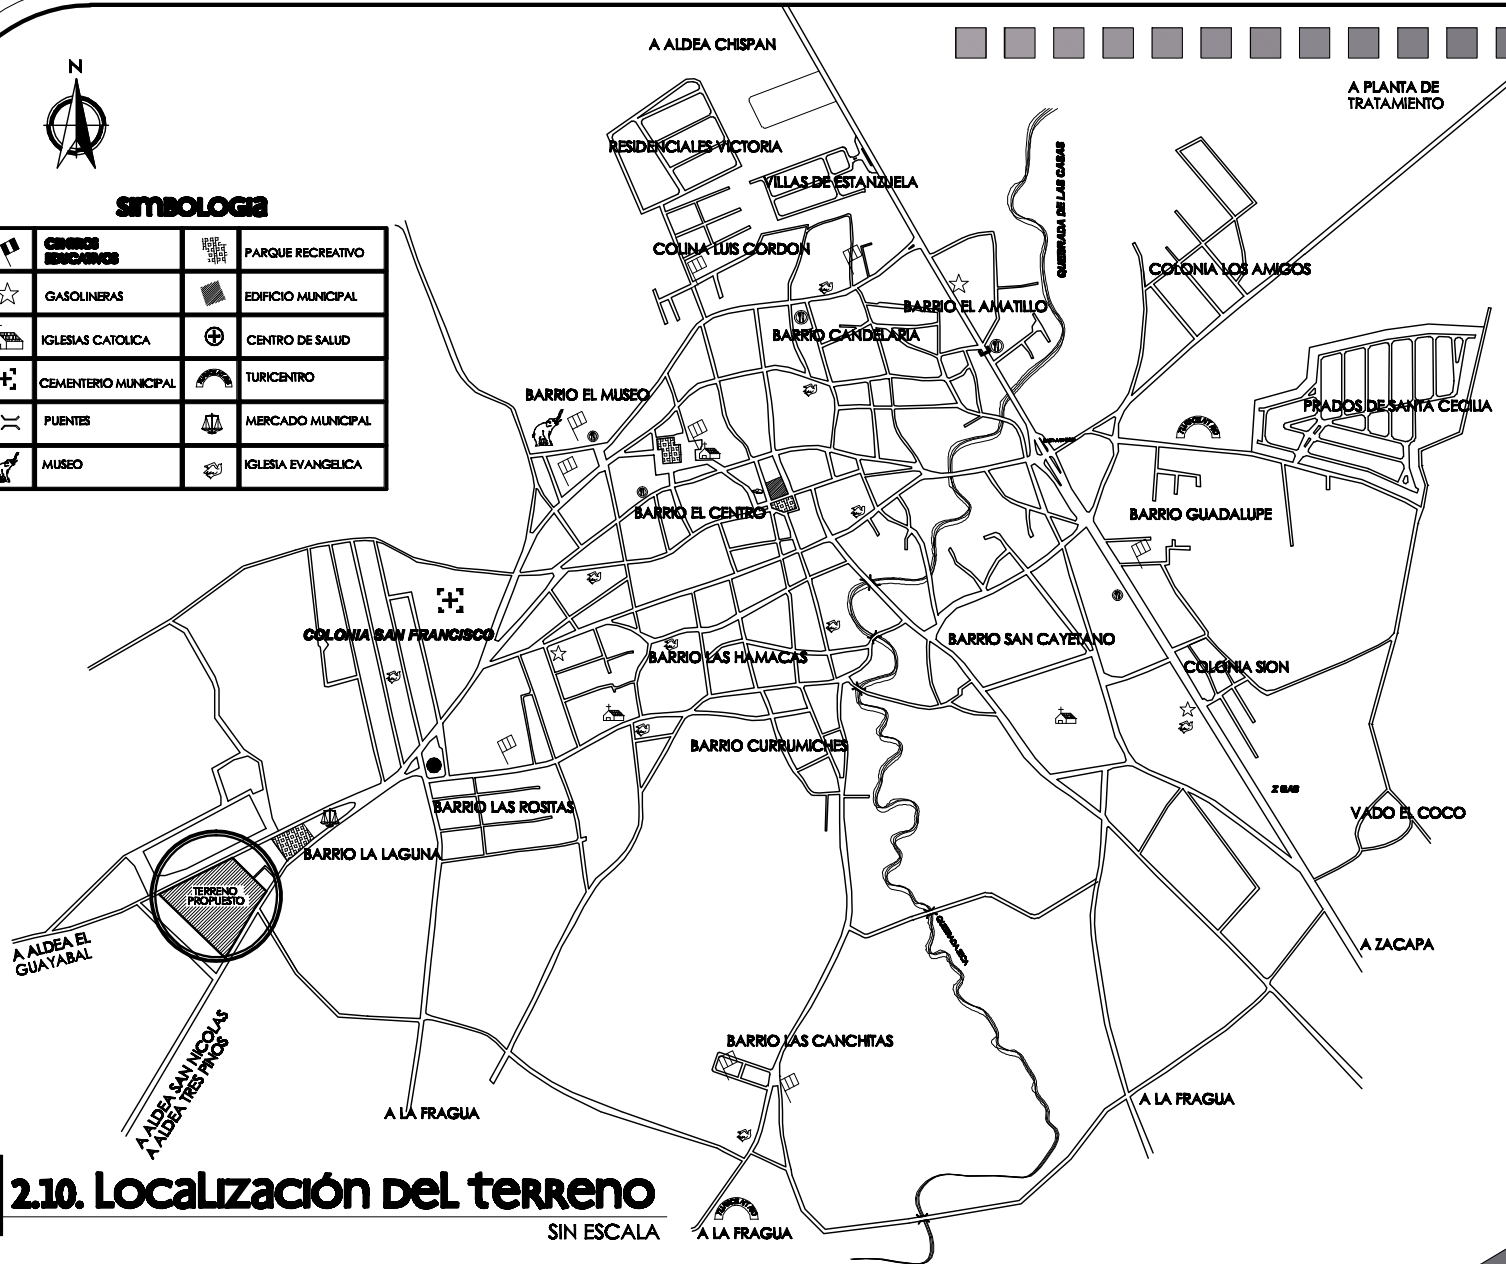 A ALDEA CHISPAN
A PLANTA DE
TRATAMIENTO
N
RESIDENCIALES VICTORIA
VILLAS DE ESTANZUELA
QUEBRADA DE LAS CASAS
SIMBOLOGIA
CENTROS
EDUCATIVOS
PARQUE RECREATIVO
GASOLINERAS
EDIFICIO MUNICIPAL
IGLESIAS CATOLICA
CENTRO DE SALUD
CEMENTERIO MUNICIPAL
TURICENTRO
PUENTES
MERCADO MUNICIPAL
MUSEO
IGLESIA EVANGELICA
COLINA LUIS CORDON
COLONIA LOS AMIGOS
BARRIO EL AMATILLO
BARRIO CANDELARIA
BARRIO EL MUSEO
PRADOS DE SANTA CECILIA
BARRIO EL CENTRO
BARRIO GUADALUPE
COLONIA SAN FRANCISCO
BARRIO SAN CAYETANO
BARRIO LAS HAMACAS
COLONIA SION
BARRIO CURRUMICHES
Z GAS
BARRIO LAS ROSITAS
VADO EL COCO
BARRIO LA LAGUNA
TERRENO
PROPUESTO
A ALDEA EL
GUAYABAL
A ZACAPA
A ALDEA SAN NICOLAS
A ALDEA TRES PINOS
BARRIO LAS CANCHITAS
A LA FRAGUA
A LA FRAGUA
2.10. Localización del terreno
SIN ESCALA
A LA FRAGUA